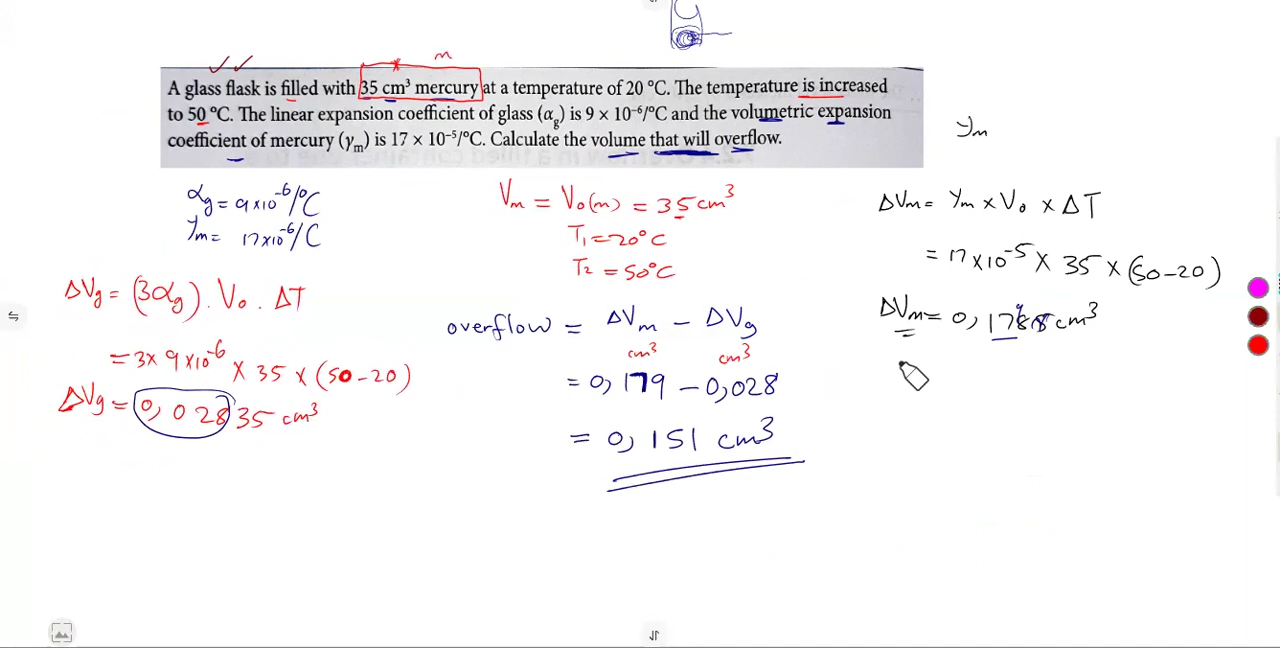 m
A glass flask is filled with 35 cm³ mercury at a temperature of 20 °C. The temperature is increased
to 50 °C. The linear expansion coefficient of glass (αg) is 9 × 10⁻⁶/°C and the volumetric expansion
coefficient of mercury (γm) is 17 × 10⁻⁵/°C. Calculate the volume that will overflow.
γm
αg = 9×10⁻⁶/°C
γm = 17×10⁻⁶/C
ΔVg = (3αg) . V₀ . ΔT
= 3× 9×10⁻⁶ × 35 × (50-20)
ΔVg = 0,02835 cm³
Vm = V₀(m) = 35 cm³
T₁ = 20°C
T₂ = 50°C
overflow = ΔVm - ΔVg
cm³ cm³
= 0,179 - 0,028
= 0,151 cm³
ΔVm = γm × V₀ × ΔT
= 17×10⁻⁵ × 35 × (50-20)
ΔVm = 0,1785 cm³